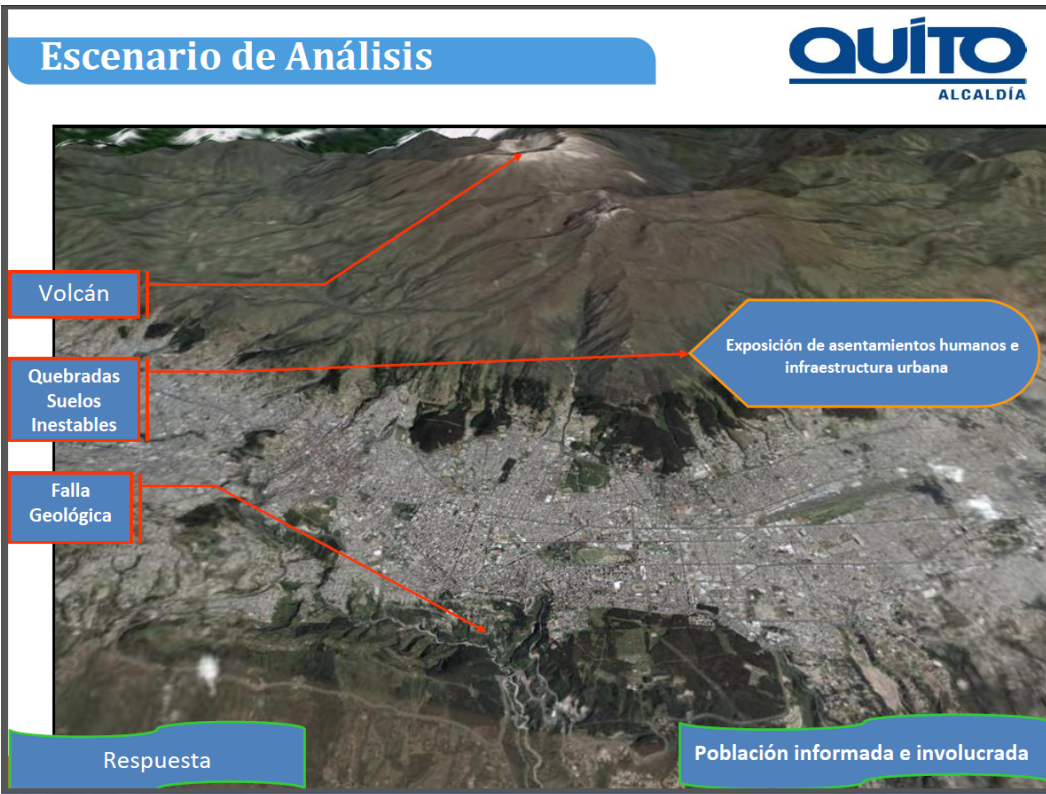 Escenario de Análisis
QUÍTO
ALCALDÍA
Volcán
Exposición de asentamientos humanos e
infraestructura urbana
Quebradas
Suelos
Inestables
Falla
Geológica
Respuesta
Población informada e involucrada